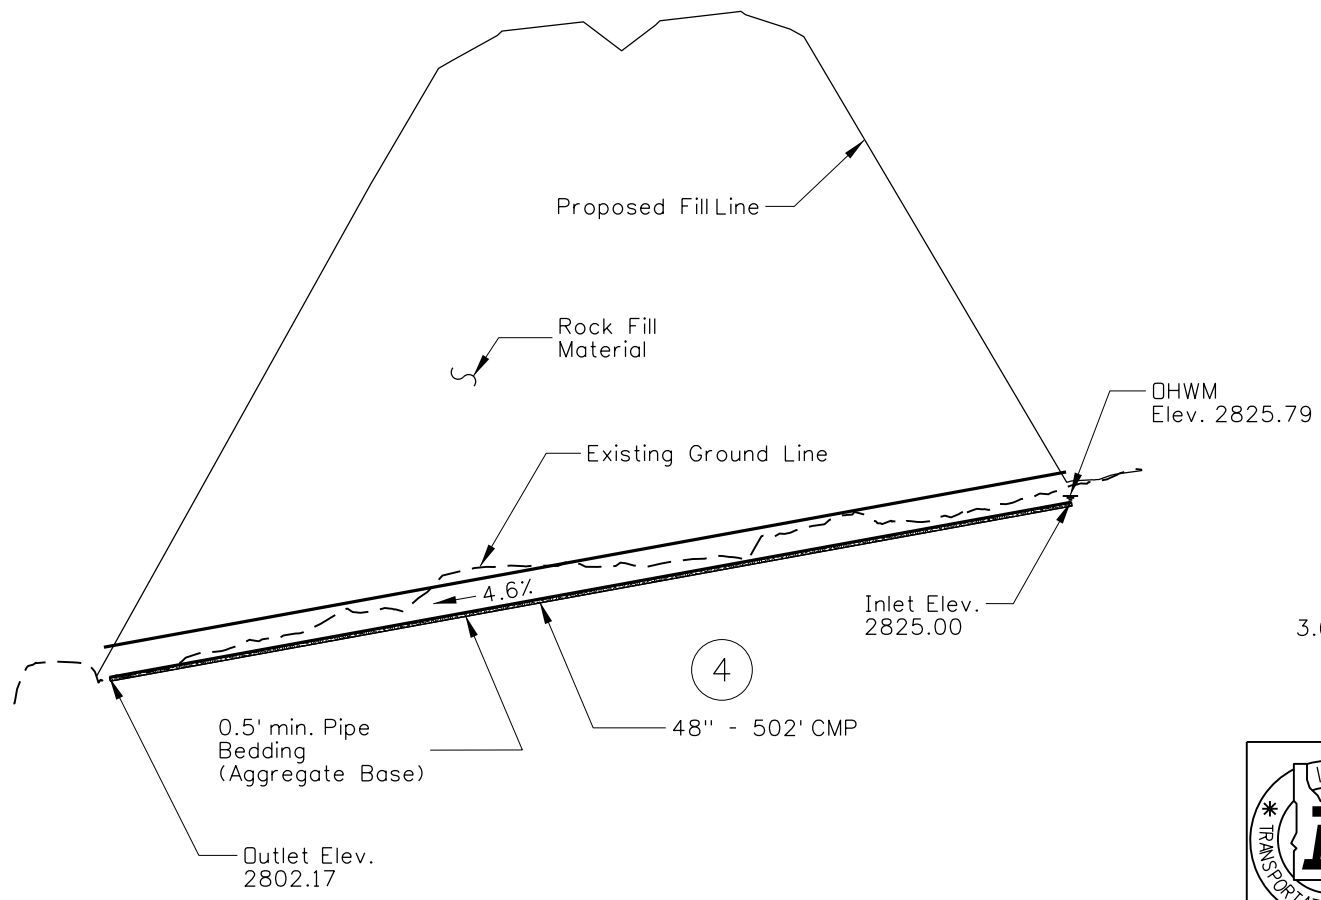 Proposed Fill Line
Rock Fill
Material
OHWM
Elev. 2825.79
Existing Ground Line
4.6%
Inlet Elev.
2825.00
4
48" - 502' CMP
0.5' min. Pipe
Bedding
(Aggregate Base)
Outlet Elev.
2802.17